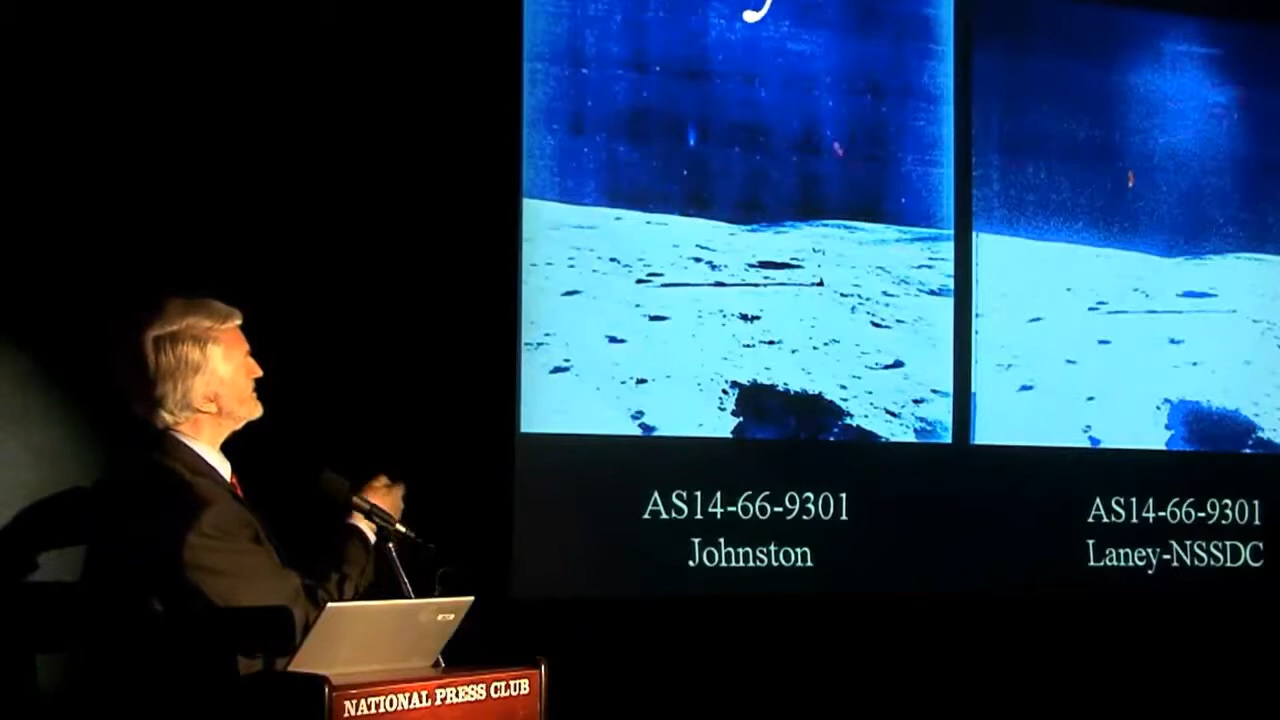 AS14-66-9301
Johnston
AS14-66-9301
Laney-NSSDC
NATIONAL PRESS CLUB